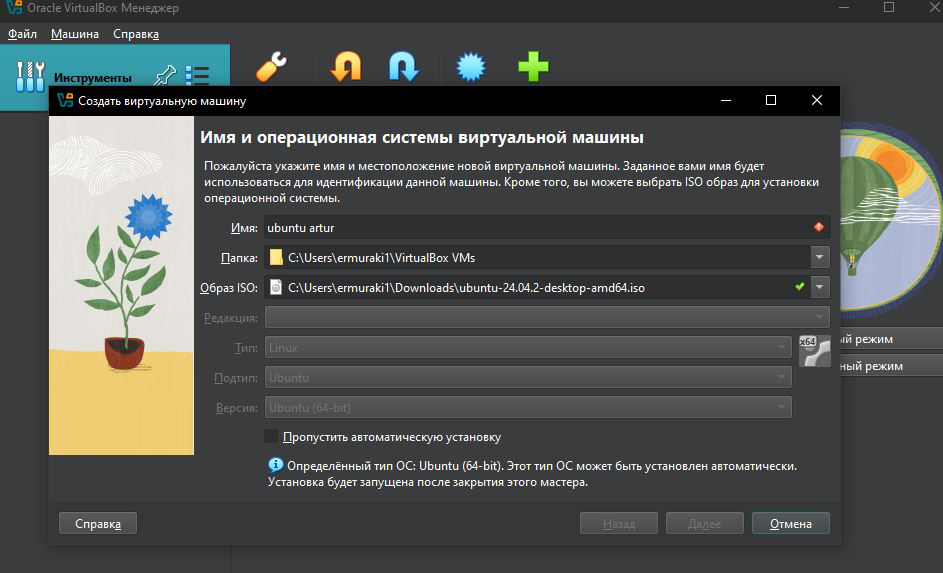 Oracle VirtualBox Менеджер
Файл Машина Справка
Инструменты
Создать виртуальную машину
Имя и операционная системы виртуальной машины
Пожалуйста укажите имя и местоположение новой виртуальной машины. Заданное вами имя будет
использоваться для идентификации данной машины. Кроме того, вы можете выбрать ISO образ для установки
операционной системы.
Имя: ubuntu artur
Папка: C:\Users\ermuraki1\VirtualBox VMs
Образ ISO: C:\Users\ermuraki1\Downloads\ubuntu-24.04.2-desktop-amd64.iso
Редакция:
Тип: Linux
x64
Подтип: Ubuntu
Версия: Ubuntu (64-bit)
Пропустить автоматическую установку
Определённый тип ОС: Ubuntu (64-bit). Этот тип ОС может быть установлен автоматически.
Установка будет запущена после закрытия этого мастера.
ый режим
ный режим
Справка Назад Далее Отмена